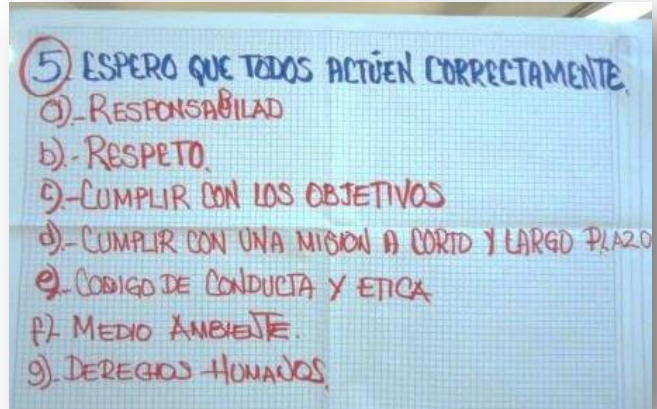 5) ESPERO QUE TODOS ACTÚEN CORRECTAMENTE.
a).-RESPONSABILAD
b).-RESPETO.
c).-CUMPLIR CON LOS OBJETIVOS
d).-CUMPLIR CON UNA MISION A CORTO Y LARGO PLAZO
e).-CODIGO DE CONDUCTA Y ETICA
f).- MEDIO AMBIENTE.
g).-DERECHOS HUMANOS.